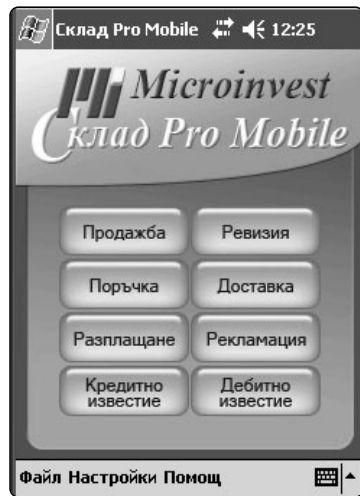 Склад Pro Mobile 12:25
Microinvest
Склад Pro Mobile
Продажба Ревизия
Поръчка Доставка
Разплащане Рекламация
Кредитно известие Дебитно известие
Файл Настройки Помощ